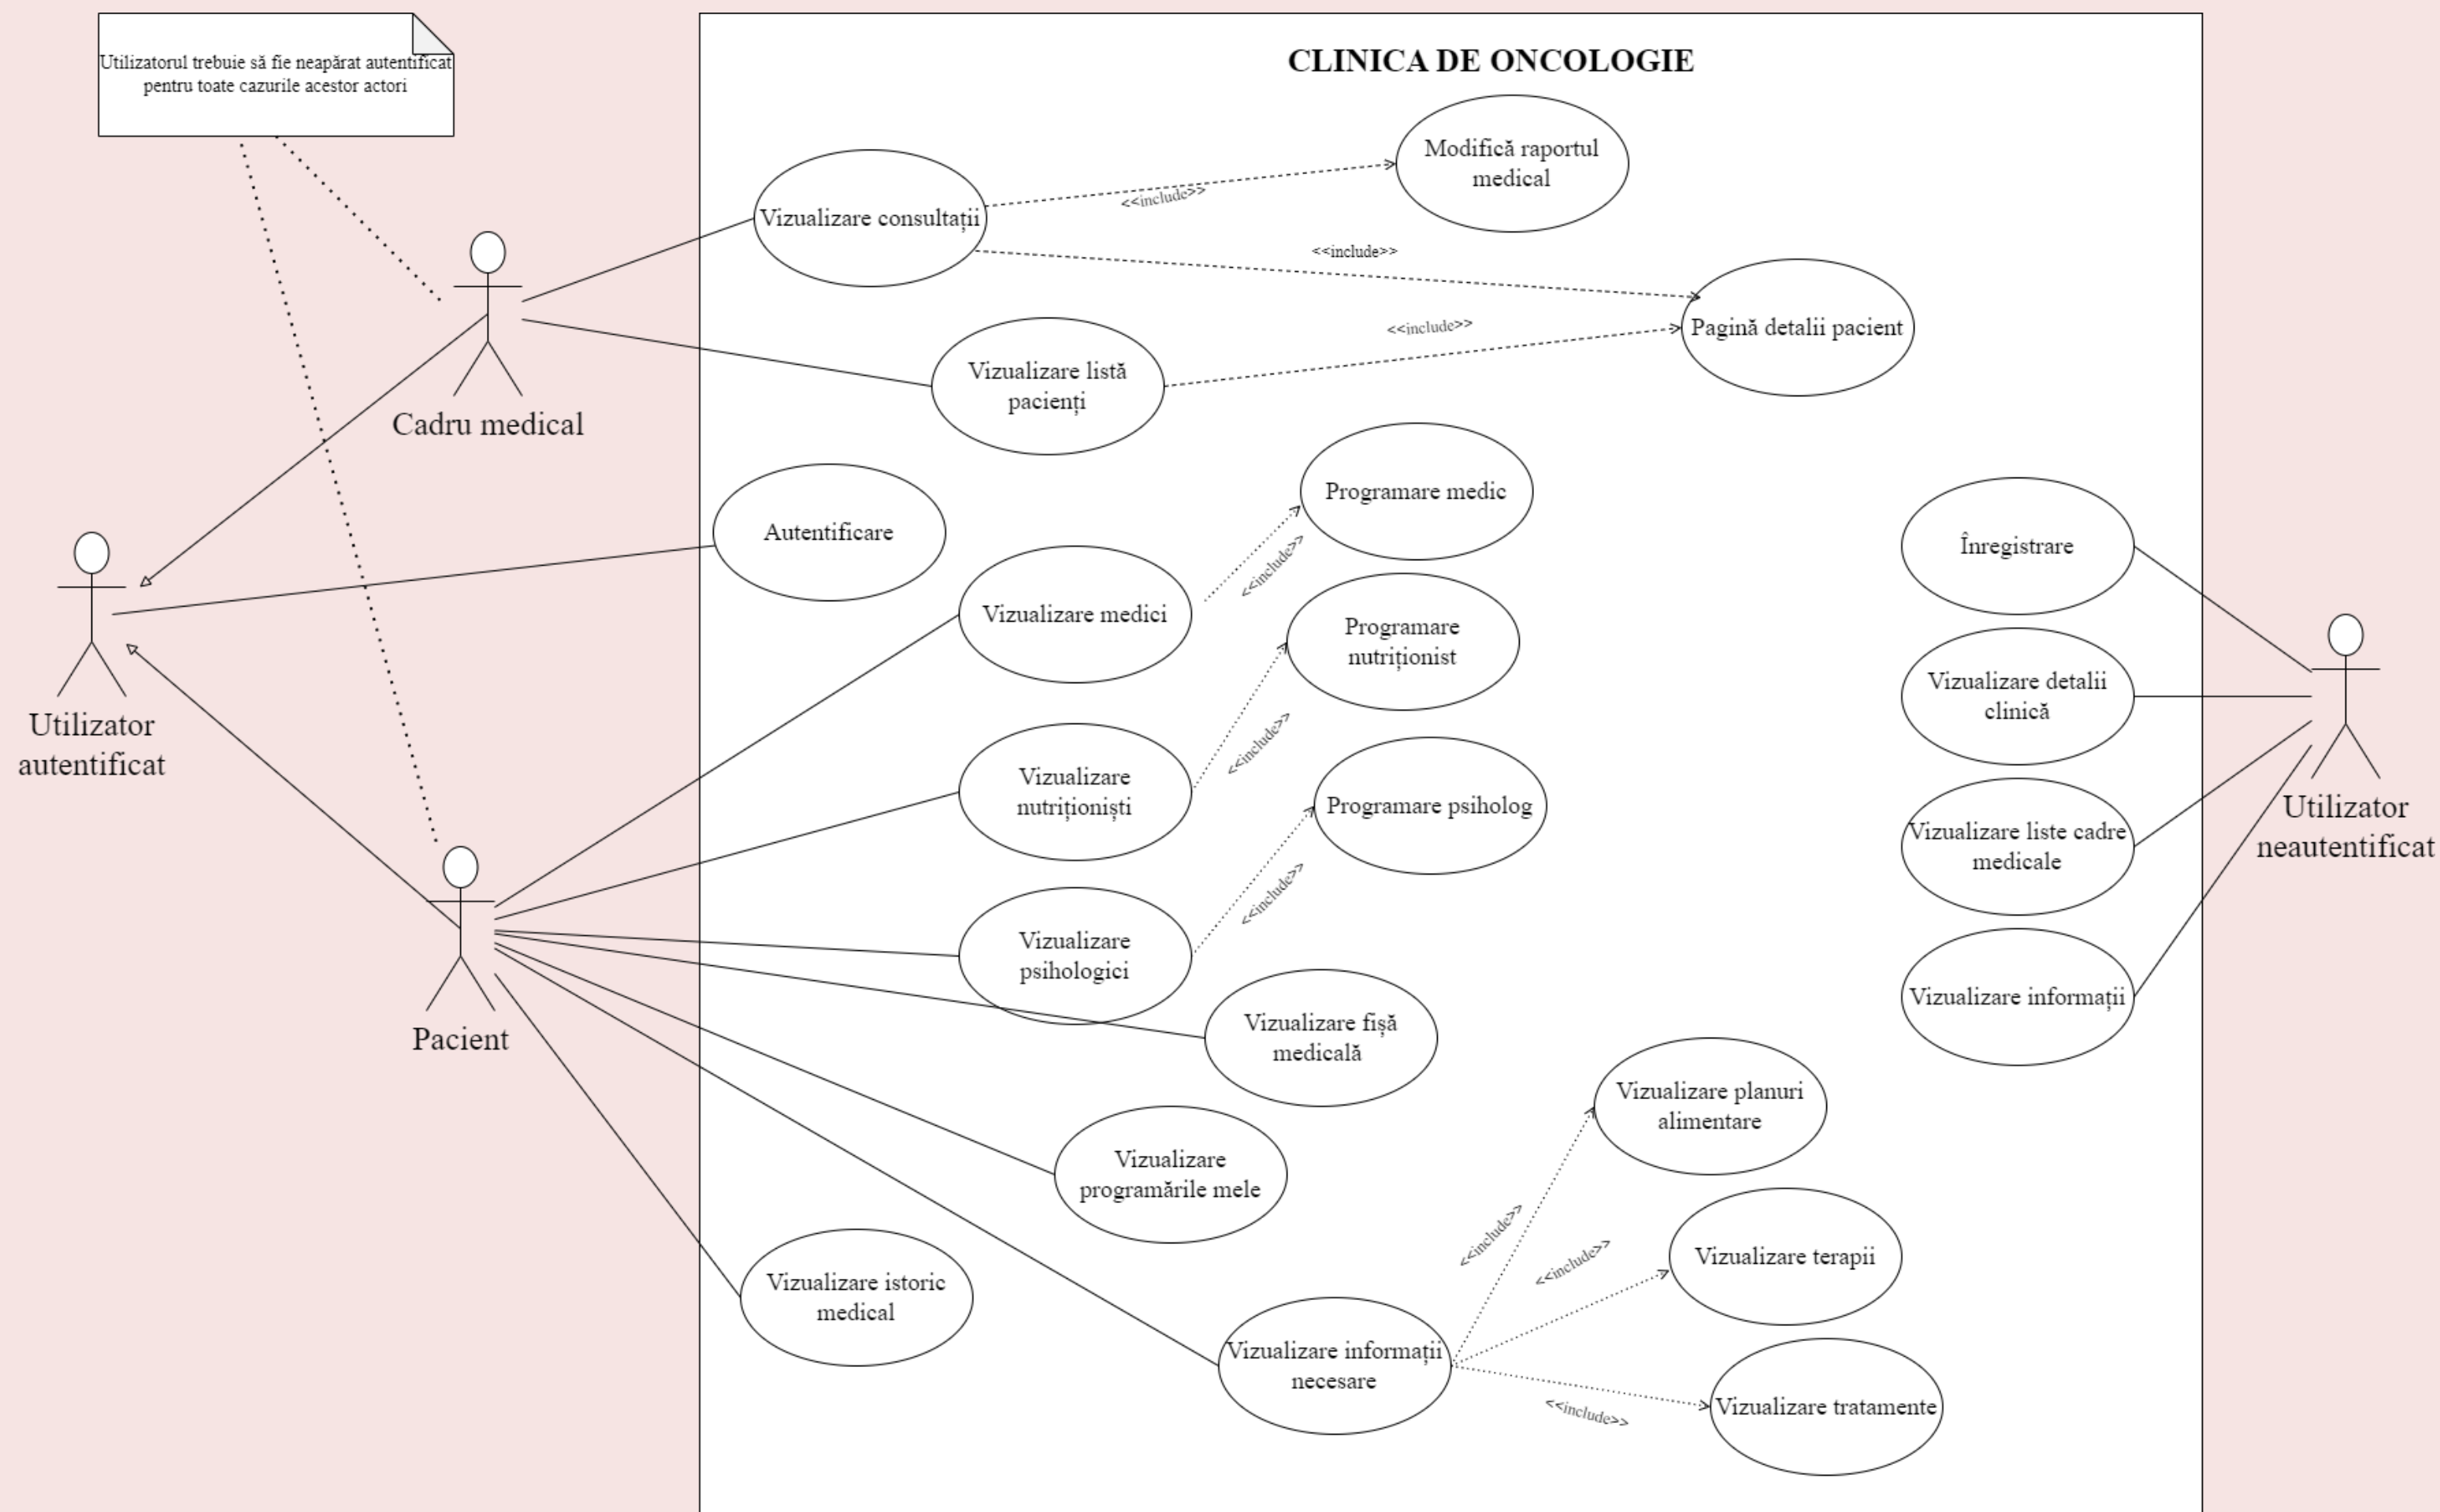 Utilizatorul trebuie să fie neapărat autentificat
pentru toate cazurile acestor actori
CLINICA DE ONCOLOGIE
Modifică raportul
medical
Vizualizare consultații
<<include>>
<<include>>
Pagină detalii pacient
<<include>>
Vizualizare listă
pacienți
Cadru medical
Programare medic
Autentificare
<<include>>
Înregistrare
Vizualizare medici
Programare
nutriționist
Vizualizare detalii
clinică
Utilizator
autentificat
<<include>>
Vizualizare
nutriționiști
Programare psiholog
Utilizator
neautentificat
Vizualizare liste cadre
medicale
<<include>>
Vizualizare
psihologici
Vizualizare informații
Pacient
Vizualizare fișă
medicală
Vizualizare planuri
alimentare
Vizualizare
programările mele
<<include>>
<<include>>
Vizualizare terapii
Vizualizare istoric
medical
Vizualizare informații
necesare
<<include>>
Vizualizare tratamente